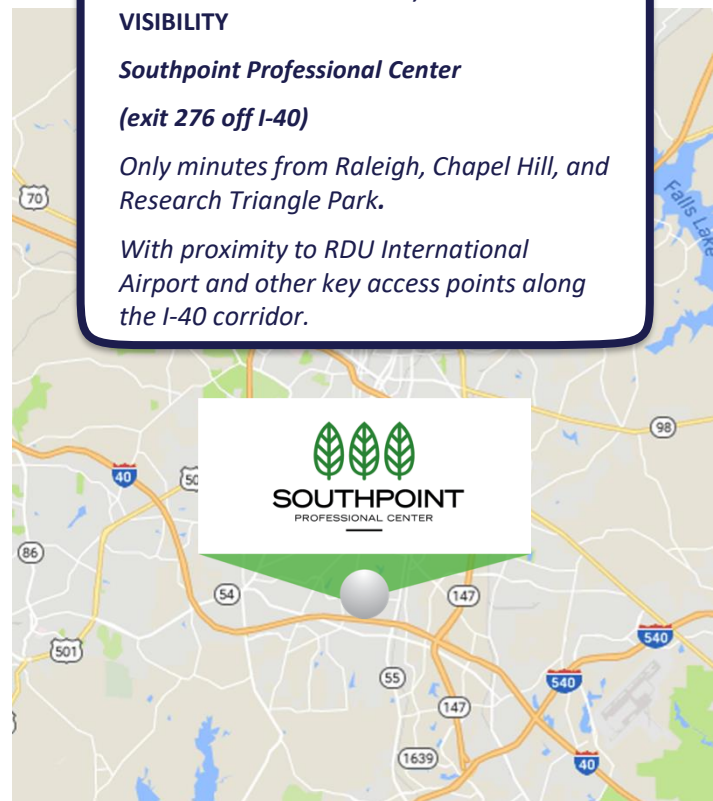 VISIBILITY
Southpoint Professional Center
(exit 276 off I-40)
Only minutes from Raleigh, Chapel Hill, and
Research Triangle Park.
With proximity to RDU International
Airport and other key access points along
the I-40 corridor.
70
Falls Lake
98
SOUTHPOINT
PROFESSIONAL CENTER
40
50
86
54
147
540
501
55
540
147
1639
40